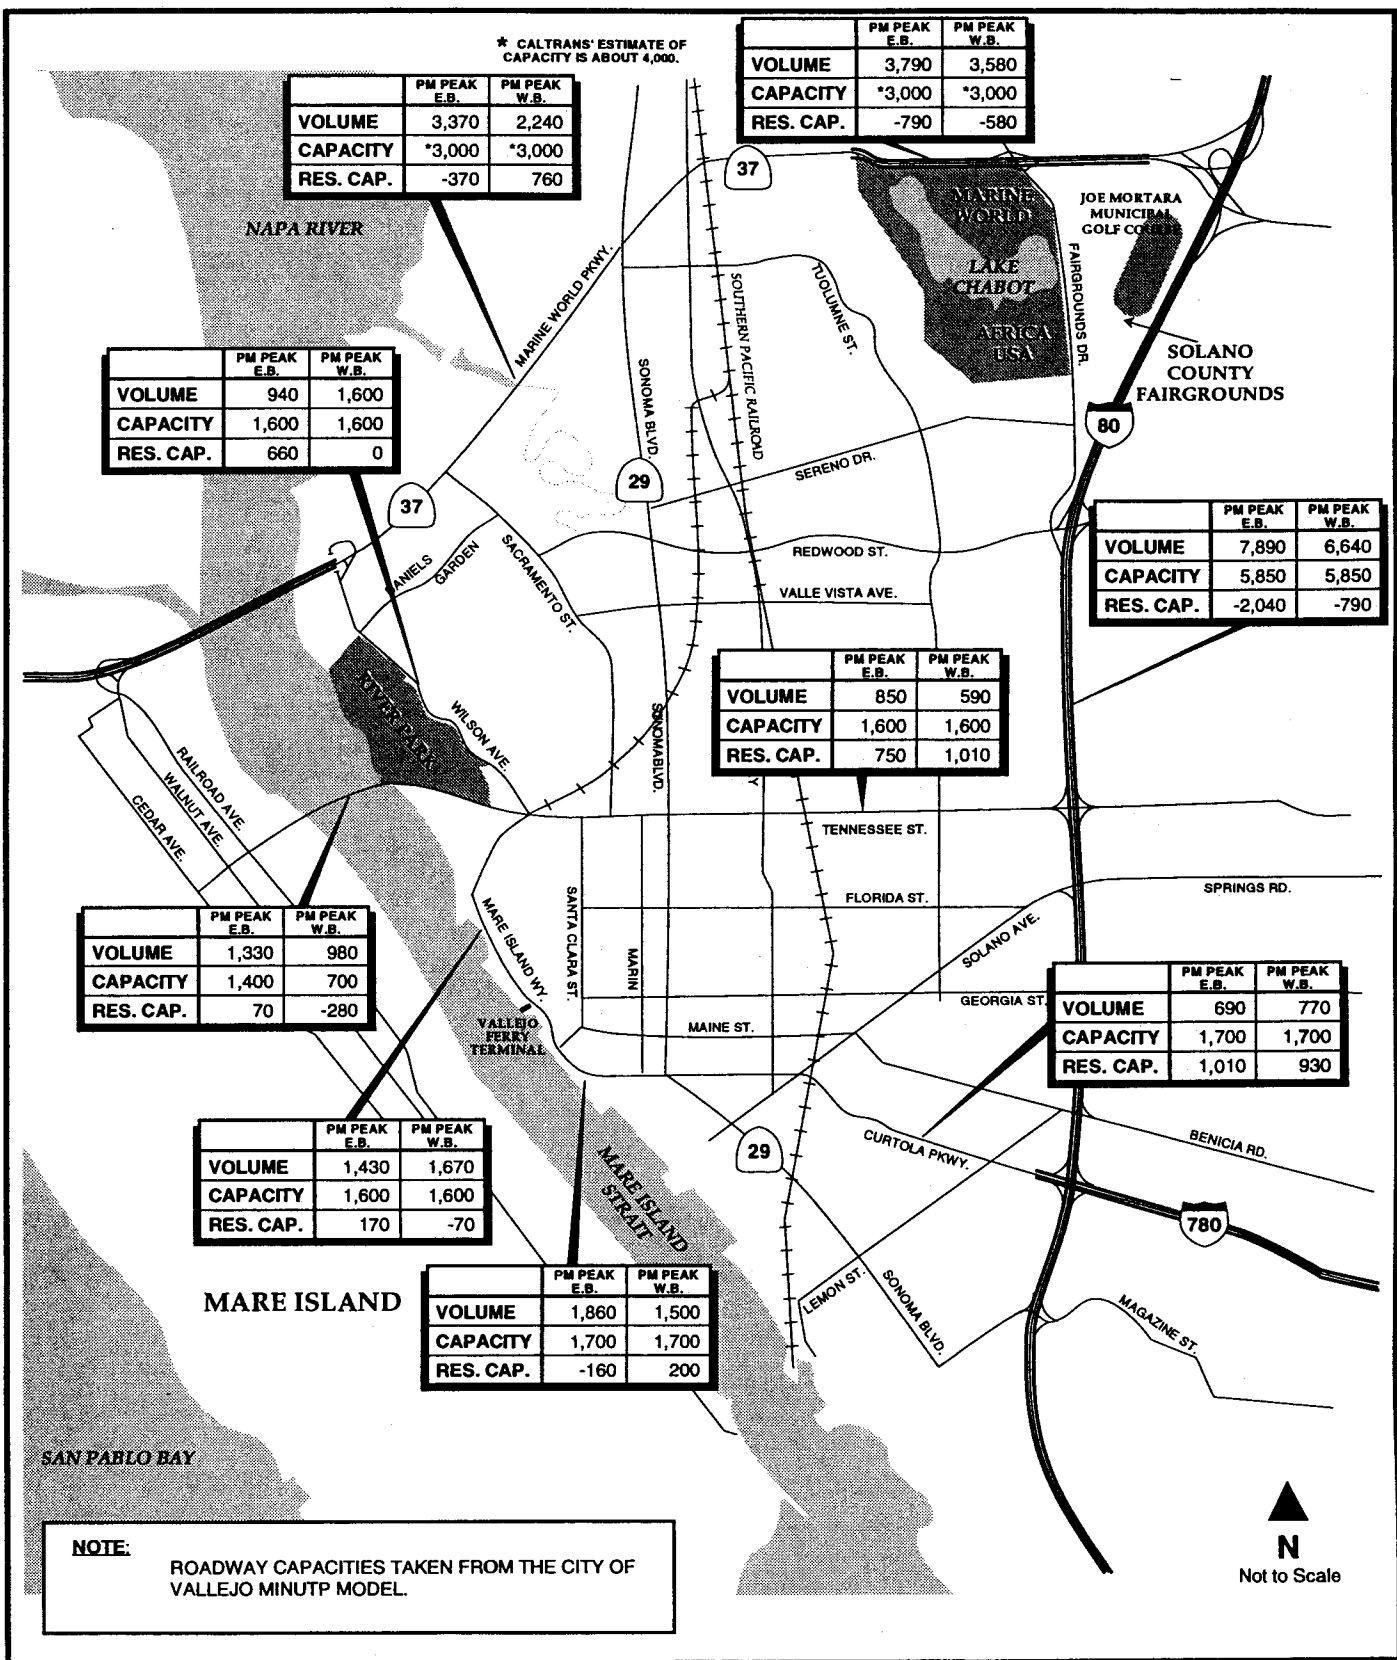 * CALTRANS' ESTIMATE OF
CAPACITY IS ABOUT 4,000.
PM PEAK E.B. PM PEAK W.B.
VOLUME 3,790 3,580
CAPACITY *3,000 *3,000
RES. CAP. -790 -580
PM PEAK E.B. PM PEAK W.B.
VOLUME 3,370 2,240
CAPACITY *3,000 *3,000
RES. CAP. -370 760
37
MARINE
WORLD
LAKE
CHABOT
AFRICA
USA
JOE MORTARA
MUNICIPAL
GOLF COURSE
NAPA RIVER
MARINE WORLD PKWY.
SOUTHERN PACIFIC RAILROAD
TUOLUMNE ST.
FAIRGROUNDS DR.
SOLANO
COUNTY
FAIRGROUNDS
80
PM PEAK E.B. PM PEAK W.B.
VOLUME 940 1,600
CAPACITY 1,600 1,600
RES. CAP. 660 0
SONOMA BLVD.
29
SERENO DR.
37
DANIELS
GARDEN
SACRAMENTO ST.
REDWOOD ST.
VALLE VISTA AVE.
PM PEAK E.B. PM PEAK W.B.
VOLUME 7,890 6,640
CAPACITY 5,850 5,850
RES. CAP. -2,040 -790
PM PEAK E.B. PM PEAK W.B.
VOLUME 850 590
CAPACITY 1,600 1,600
RES. CAP. 750 1,010
Y
RIVER PARK
WILSON AVE.
SONOMA BLVD.
RAILROAD AVE.
WALNUT AVE.
CEDAR AVE.
TENNESSEE ST.
SPRINGS RD.
FLORIDA ST.
SOLANO AVE.
SANTA CLARA ST.
MARIN
MARE ISLAND WY.
GEORGIA ST.
MAINE ST.
VALLEJO
FERRY
TERMINAL
PM PEAK E.B. PM PEAK W.B.
VOLUME 1,330 980
CAPACITY 1,400 700
RES. CAP. 70 -280
PM PEAK E.B. PM PEAK W.B.
VOLUME 690 770
CAPACITY 1,700 1,700
RES. CAP. 1,010 930
29
CURTOLA PKWY.
BENICIA RD.
780
PM PEAK E.B. PM PEAK W.B.
VOLUME 1,430 1,670
CAPACITY 1,600 1,600
RES. CAP. 170 -70
MARE ISLAND
STRAIT
PM PEAK E.B. PM PEAK W.B.
VOLUME 1,860 1,500
CAPACITY 1,700 1,700
RES. CAP. -160 200
MARE ISLAND
LEMON ST.
SONOMA BLVD.
MAGAZINE ST.
SAN PABLO BAY
NOTE:
ROADWAY CAPACITIES TAKEN FROM THE CITY OF
VALLEJO MINUTP MODEL.
N
Not to Scale